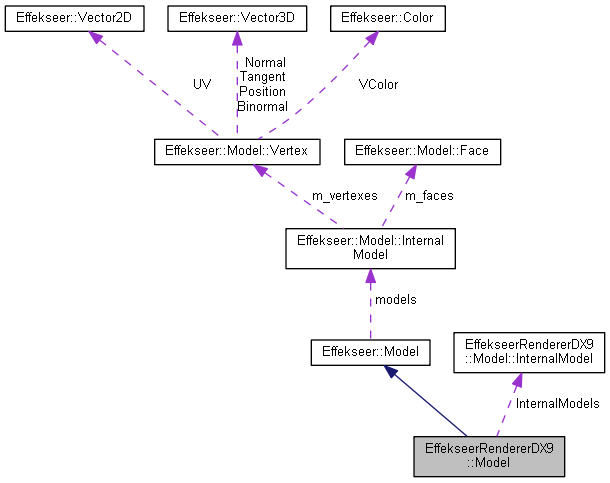 Effekseer::Vector2D
Effekseer::Vector3D
Effekseer::Color
UV
Normal
Tangent
Position
Binormal
VColor
Effekseer::Model::Vertex
Effekseer::Model::Face
m_vertexes
m_faces
Effekseer::Model::Internal
Model
models
Effekseer::Model
EffekseerRendererDX9
::Model::InternalModel
InternalModels
EffekseerRendererDX9
::Model